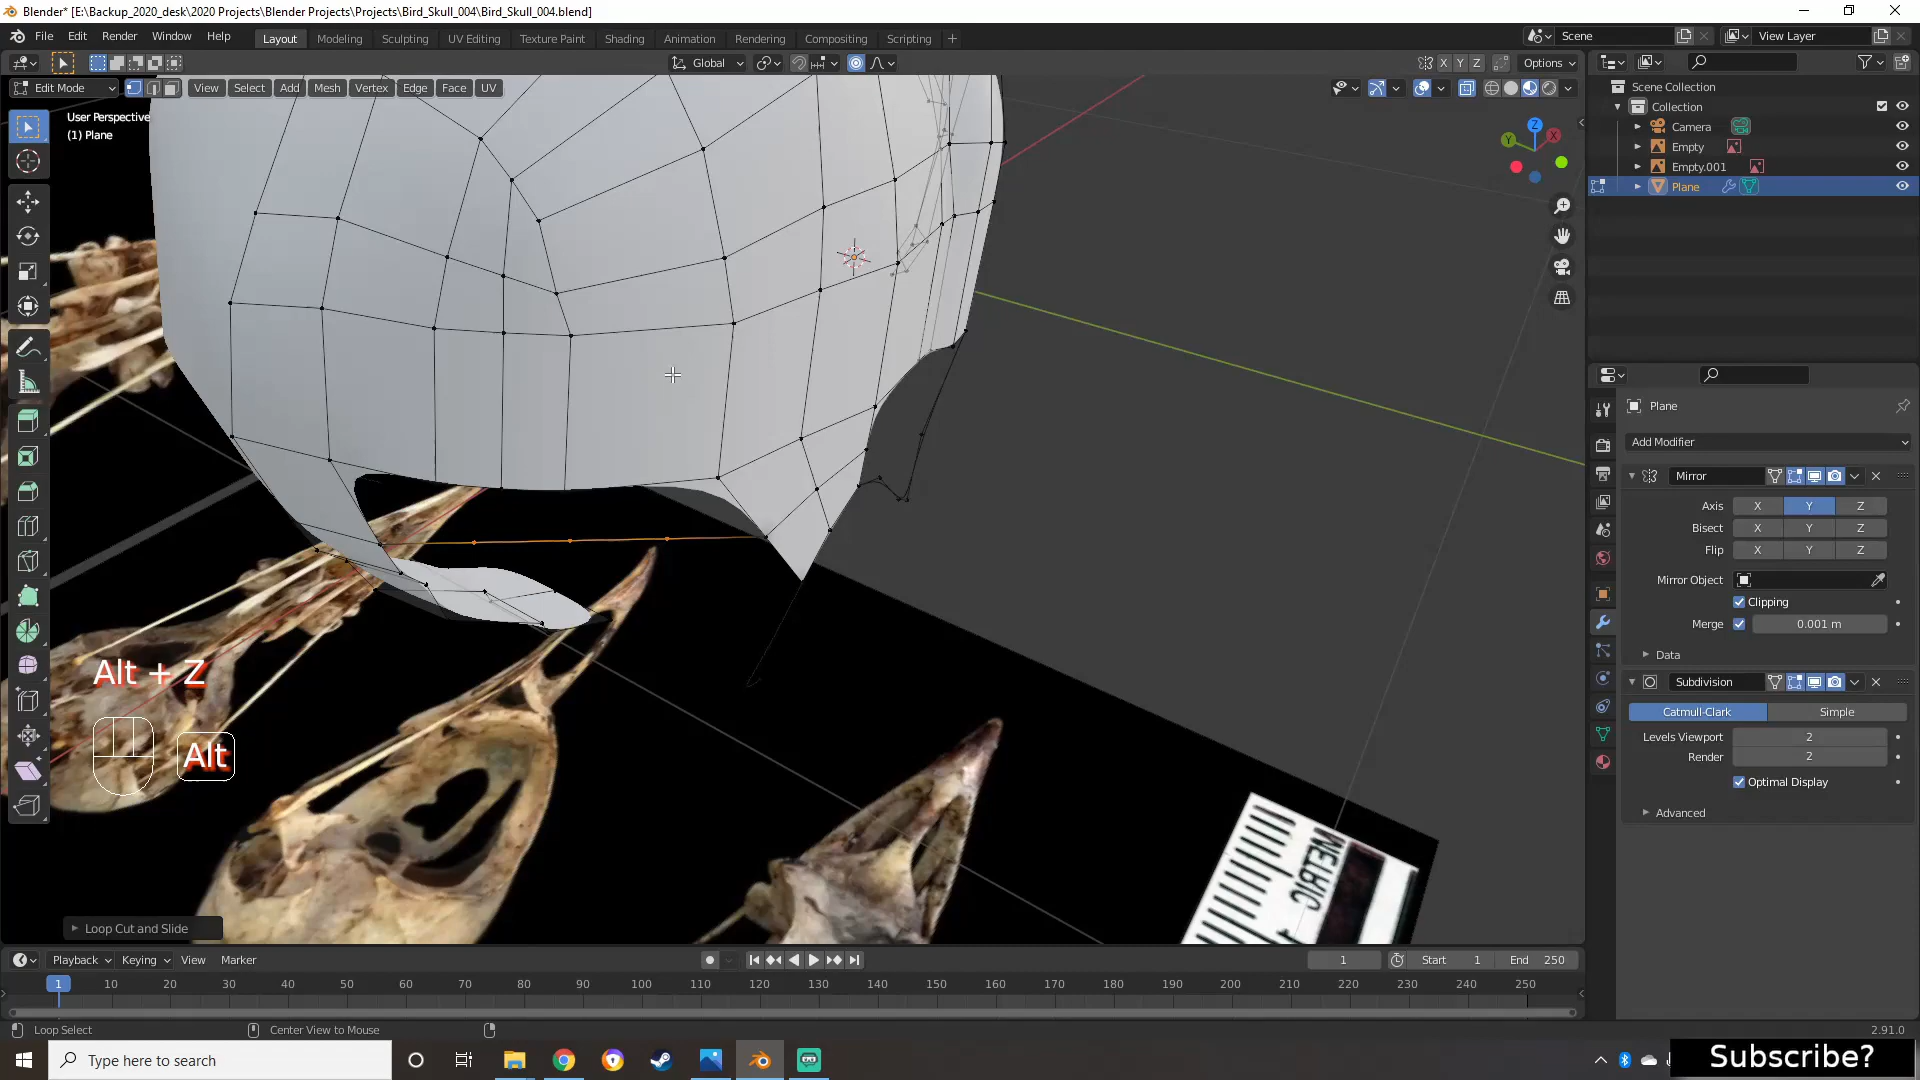 Blender* [E:\Backup_2020_desk\2020 Projects\Blender Projects\Projects\Bird_Skull_004\Bird_Skull_004.blend]
File Edit Render Window Help Layout Modeling Sculpting UV Editing Texture Paint Shading Animation Rendering Compositing Scripting Scene View Layer
Global X Y Z Options
Edit Mode View Select Add Mesh Vertex Edge Face UV
User Perspective
(1) Plane
Z X Y
Scene Collection
Collection
Camera
Empty
Empty.001
Plane
Plane
Add Modifier
Mirror
Axis X Y Z
Bisect X Y Z
Flip X Y Z
Mirror Object
Clipping
Merge 0.001 m
Data
Subdivision
Catmull-Clark Simple
Levels Viewport 2
Render 2
Optimal Display
Advanced
Alt + Z
Alt
METRIC
1
Loop Cut and Slide
Playback Keying View Marker 1 Start 1 End 250
1 10 20 30 40 50 60 70 80 90 100 110 120 130 140 150 160 170 180 190 200 210 220 230 240 250
Loop Select Center View to Mouse 2.91.0
Type here to search
Subscribe?